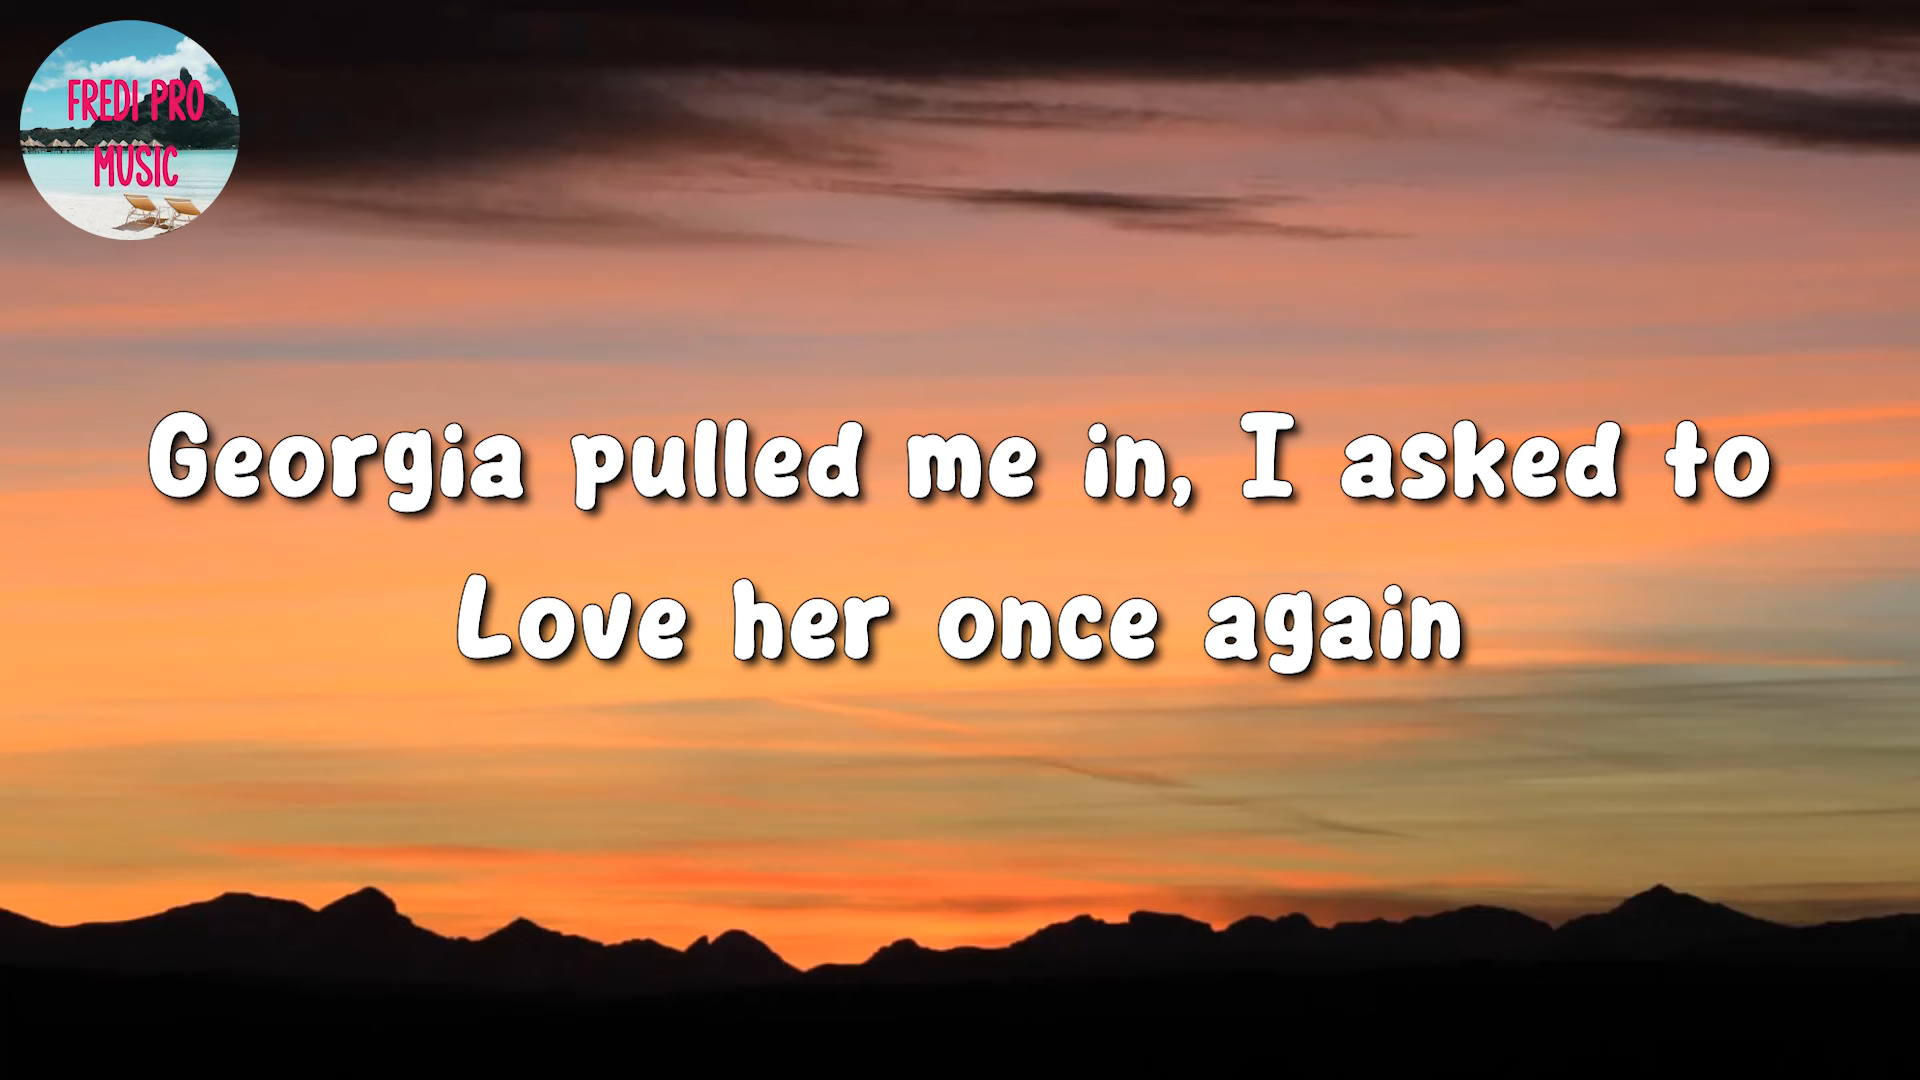 FREDI PRO
MUSIC
Georgia pulled me in, I asked to
Love her once again